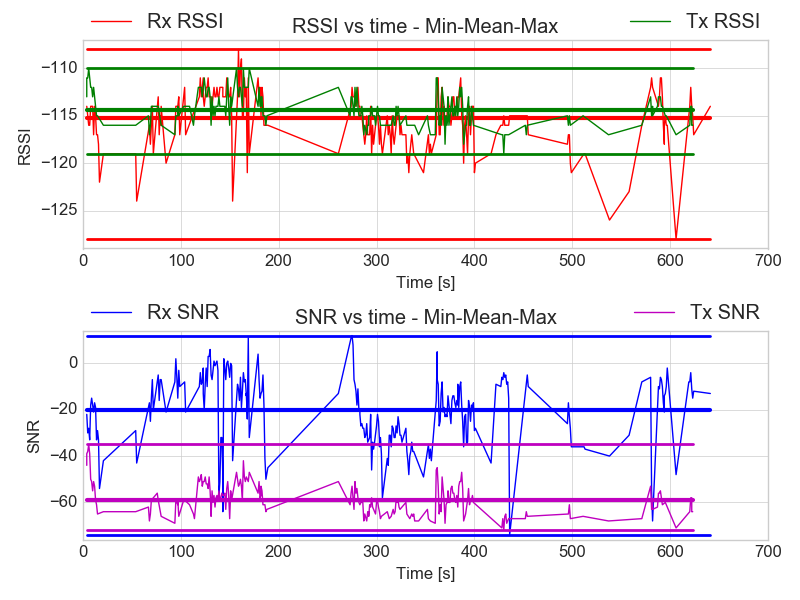 Rx RSSI
RSSI vs time - Min-Mean-Max
Tx RSSI
−110
−115
−120
−125
RSSI
0 100 200 300 400 500 600 700
Time [s]
Rx SNR
SNR vs time - Min-Mean-Max
Tx SNR
0
−20
−40
−60
SNR
0 100 200 300 400 500 600 700
Time [s]